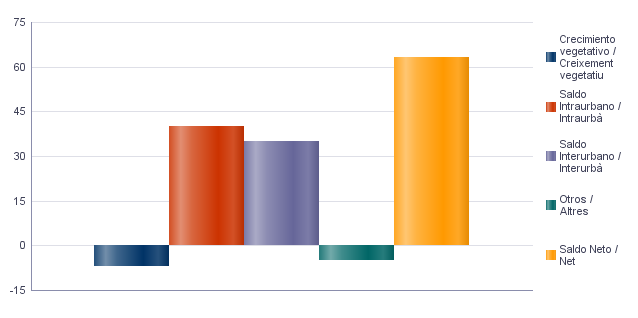 75
60
45
30
15
0
-15
Crecimiento
vegetativo /
Creixement
vegetatiu
Saldo
Intraurbano /
Intraurbà
Saldo
Interurbano /
Interurbà
Otros /
Altres
Saldo Neto /
Net